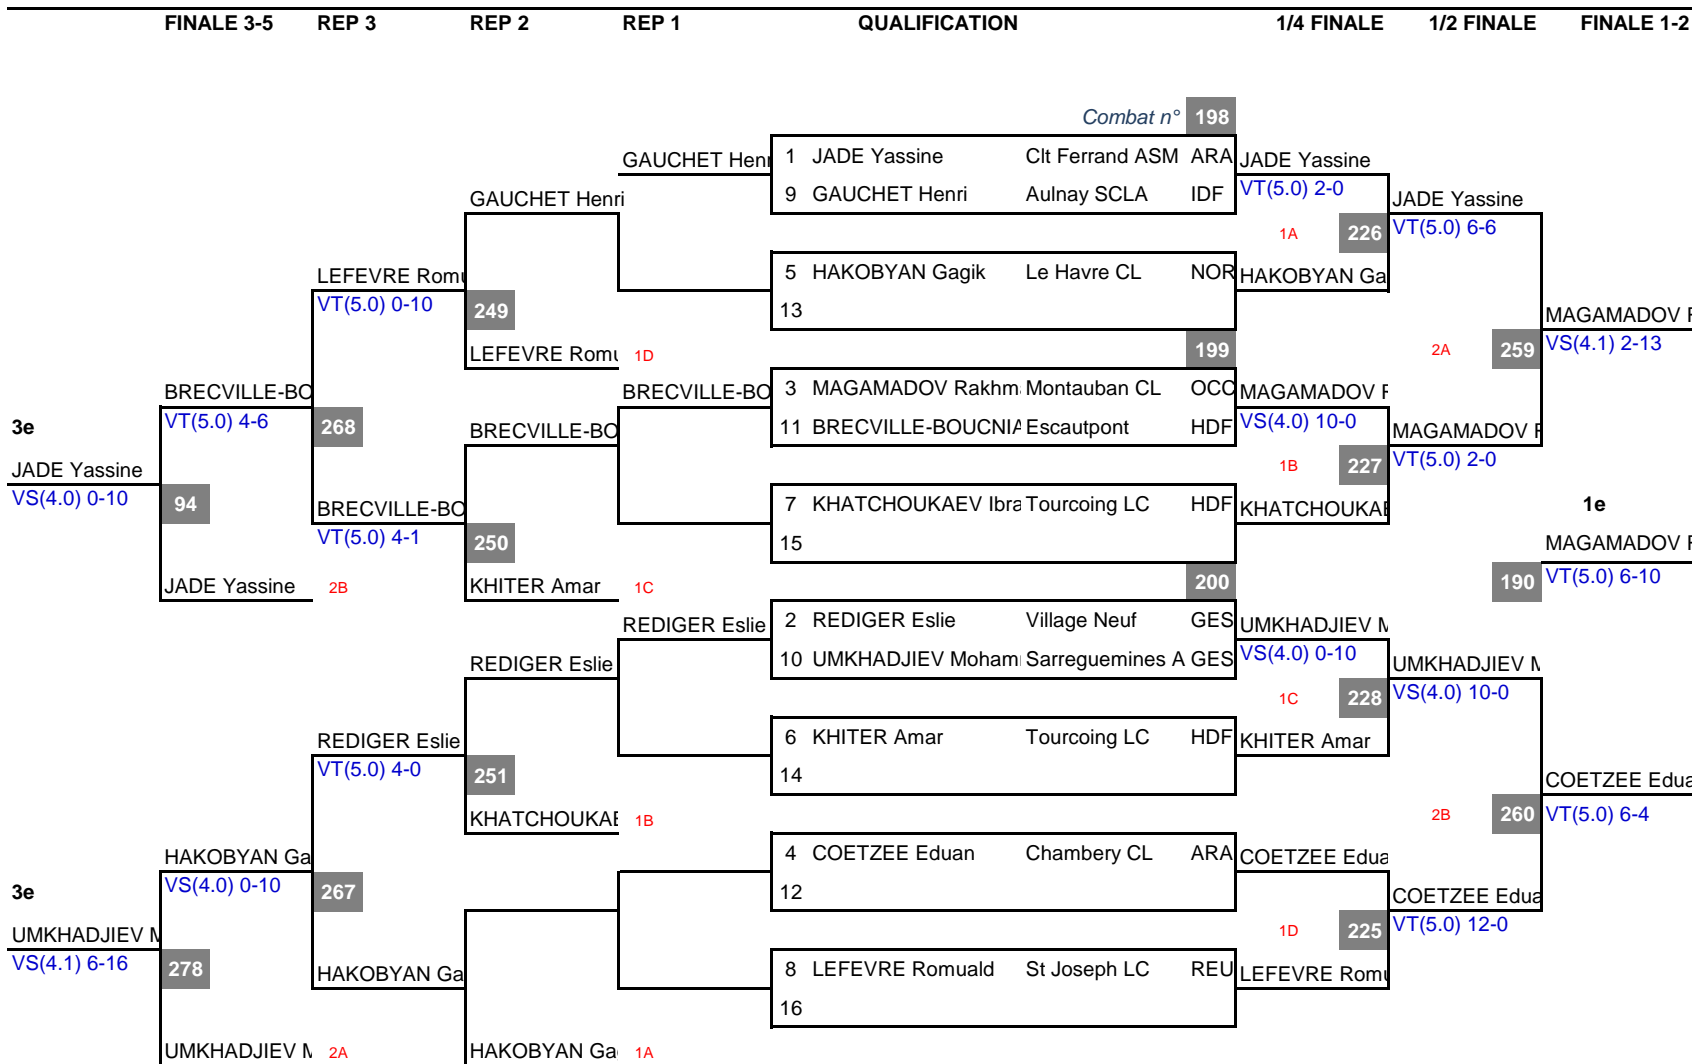 FINALE 3-5 REP 3 REP 2 REP 1 QUALIFICATION 1/4 FINALE 1/2 FINALE FINALE 1-2
Combat n° 198
GAUCHET Henri 1 JADE Yassine Clt Ferrand ASM ARA JADE Yassine
GAUCHET Henri 9 GAUCHET Henri Aulnay SCLA IDF VT(5.0) 2-0 JADE Yassine
1A 226 VT(5.0) 6-6
LEFEVRE Romu 5 HAKOBYAN Gagik Le Havre CL NOR HAKOBYAN Ga
VT(5.0) 0-10 249 13 MAGAMADOV R
LEFEVRE Romu 1D 199 2A 259 VS(4.1) 2-13
BRECVILLE-BO BRECVILLE-BO 3 MAGAMADOV Rakhm Montauban CL OCC MAGAMADOV R
3e VT(5.0) 4-6 268 BRECVILLE-BO 11 BRECVILLE-BOUCNIA Escautpont HDF VS(4.0) 10-0 MAGAMADOV R
JADE Yassine 1B 227 VT(5.0) 2-0
VS(4.0) 0-10 94 BRECVILLE-BO 7 KHATCHOUKAEV Ibra Tourcoing LC HDF KHATCHOUKAE 1e
VT(5.0) 4-1 250 15 MAGAMADOV R
JADE Yassine 2B KHITER Amar 1C 200 190 VT(5.0) 6-10
REDIGER Eslie 2 REDIGER Eslie Village Neuf GES UMKHADJIEV M
REDIGER Eslie 10 UMKHADJIEV Moham Sarreguemines A GES VS(4.0) 0-10 UMKHADJIEV M
1C 228 VS(4.0) 10-0
REDIGER Eslie 6 KHITER Amar Tourcoing LC HDF KHITER Amar
VT(5.0) 4-0 251 14 COETZEE Edua
KHATCHOUKAE 1B 2B 260 VT(5.0) 6-4
HAKOBYAN Ga 4 COETZEE Eduan Chambery CL ARA COETZEE Edua
3e VS(4.0) 0-10 267 12 COETZEE Edua
UMKHADJIEV M 1D 225 VT(5.0) 12-0
VS(4.1) 6-16 278 HAKOBYAN Ga 8 LEFEVRE Romuald St Joseph LC REU LEFEVRE Romu
16
UMKHADJIEV M 2A HAKOBYAN Ga 1A